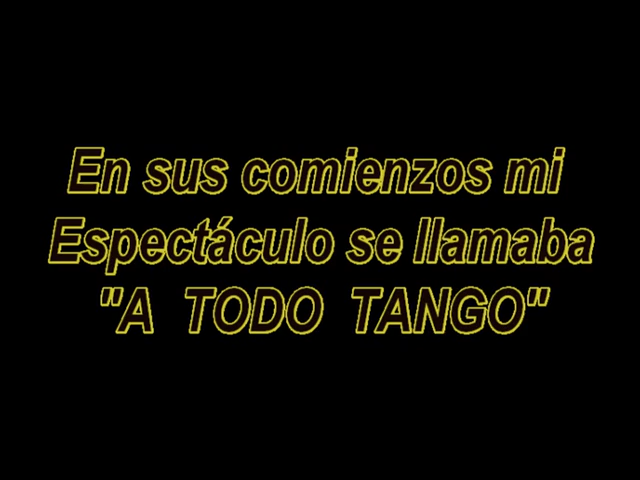 En sus comienzos mi
Espectáculo se llamaba
"A TODO TANGO"